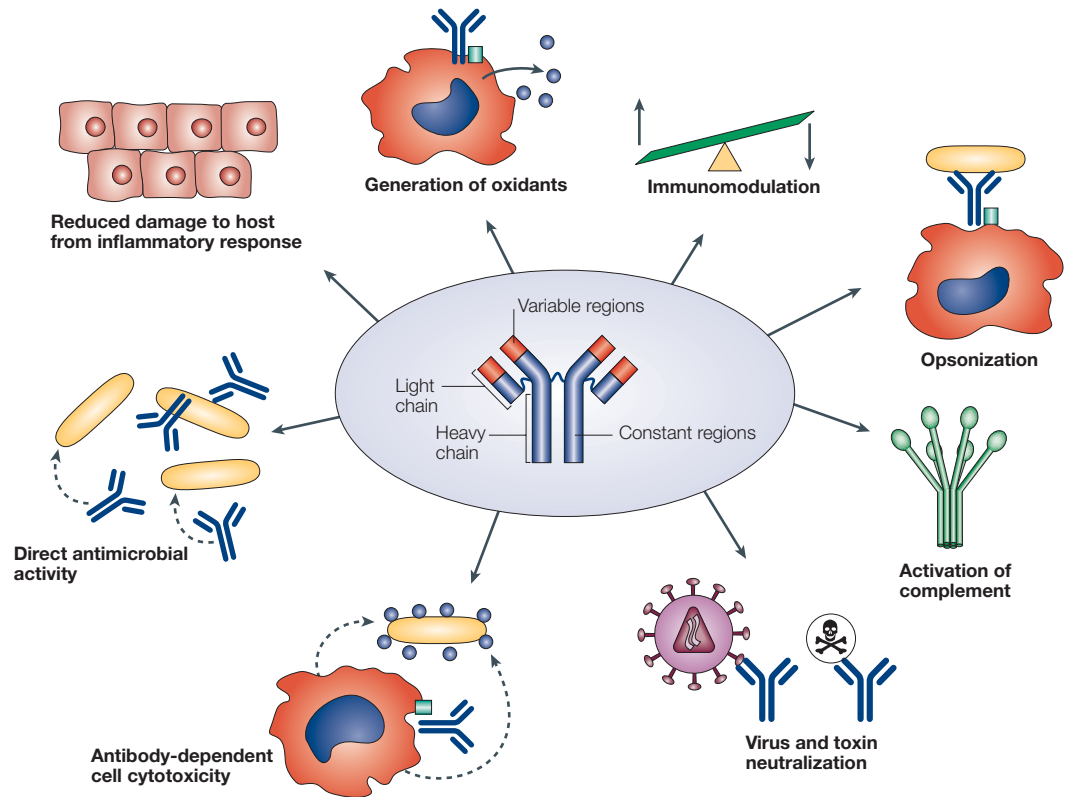 Generation of oxidants
Immunomodulation
Reduced damage to host
from inflammatory response
Opsonization
Variable regions
Light
chain
Heavy
chain
Constant regions
Direct antimicrobial
activity
Activation of
complement
Antibody-dependent
cell cytotoxicity
Virus and toxin
neutralization